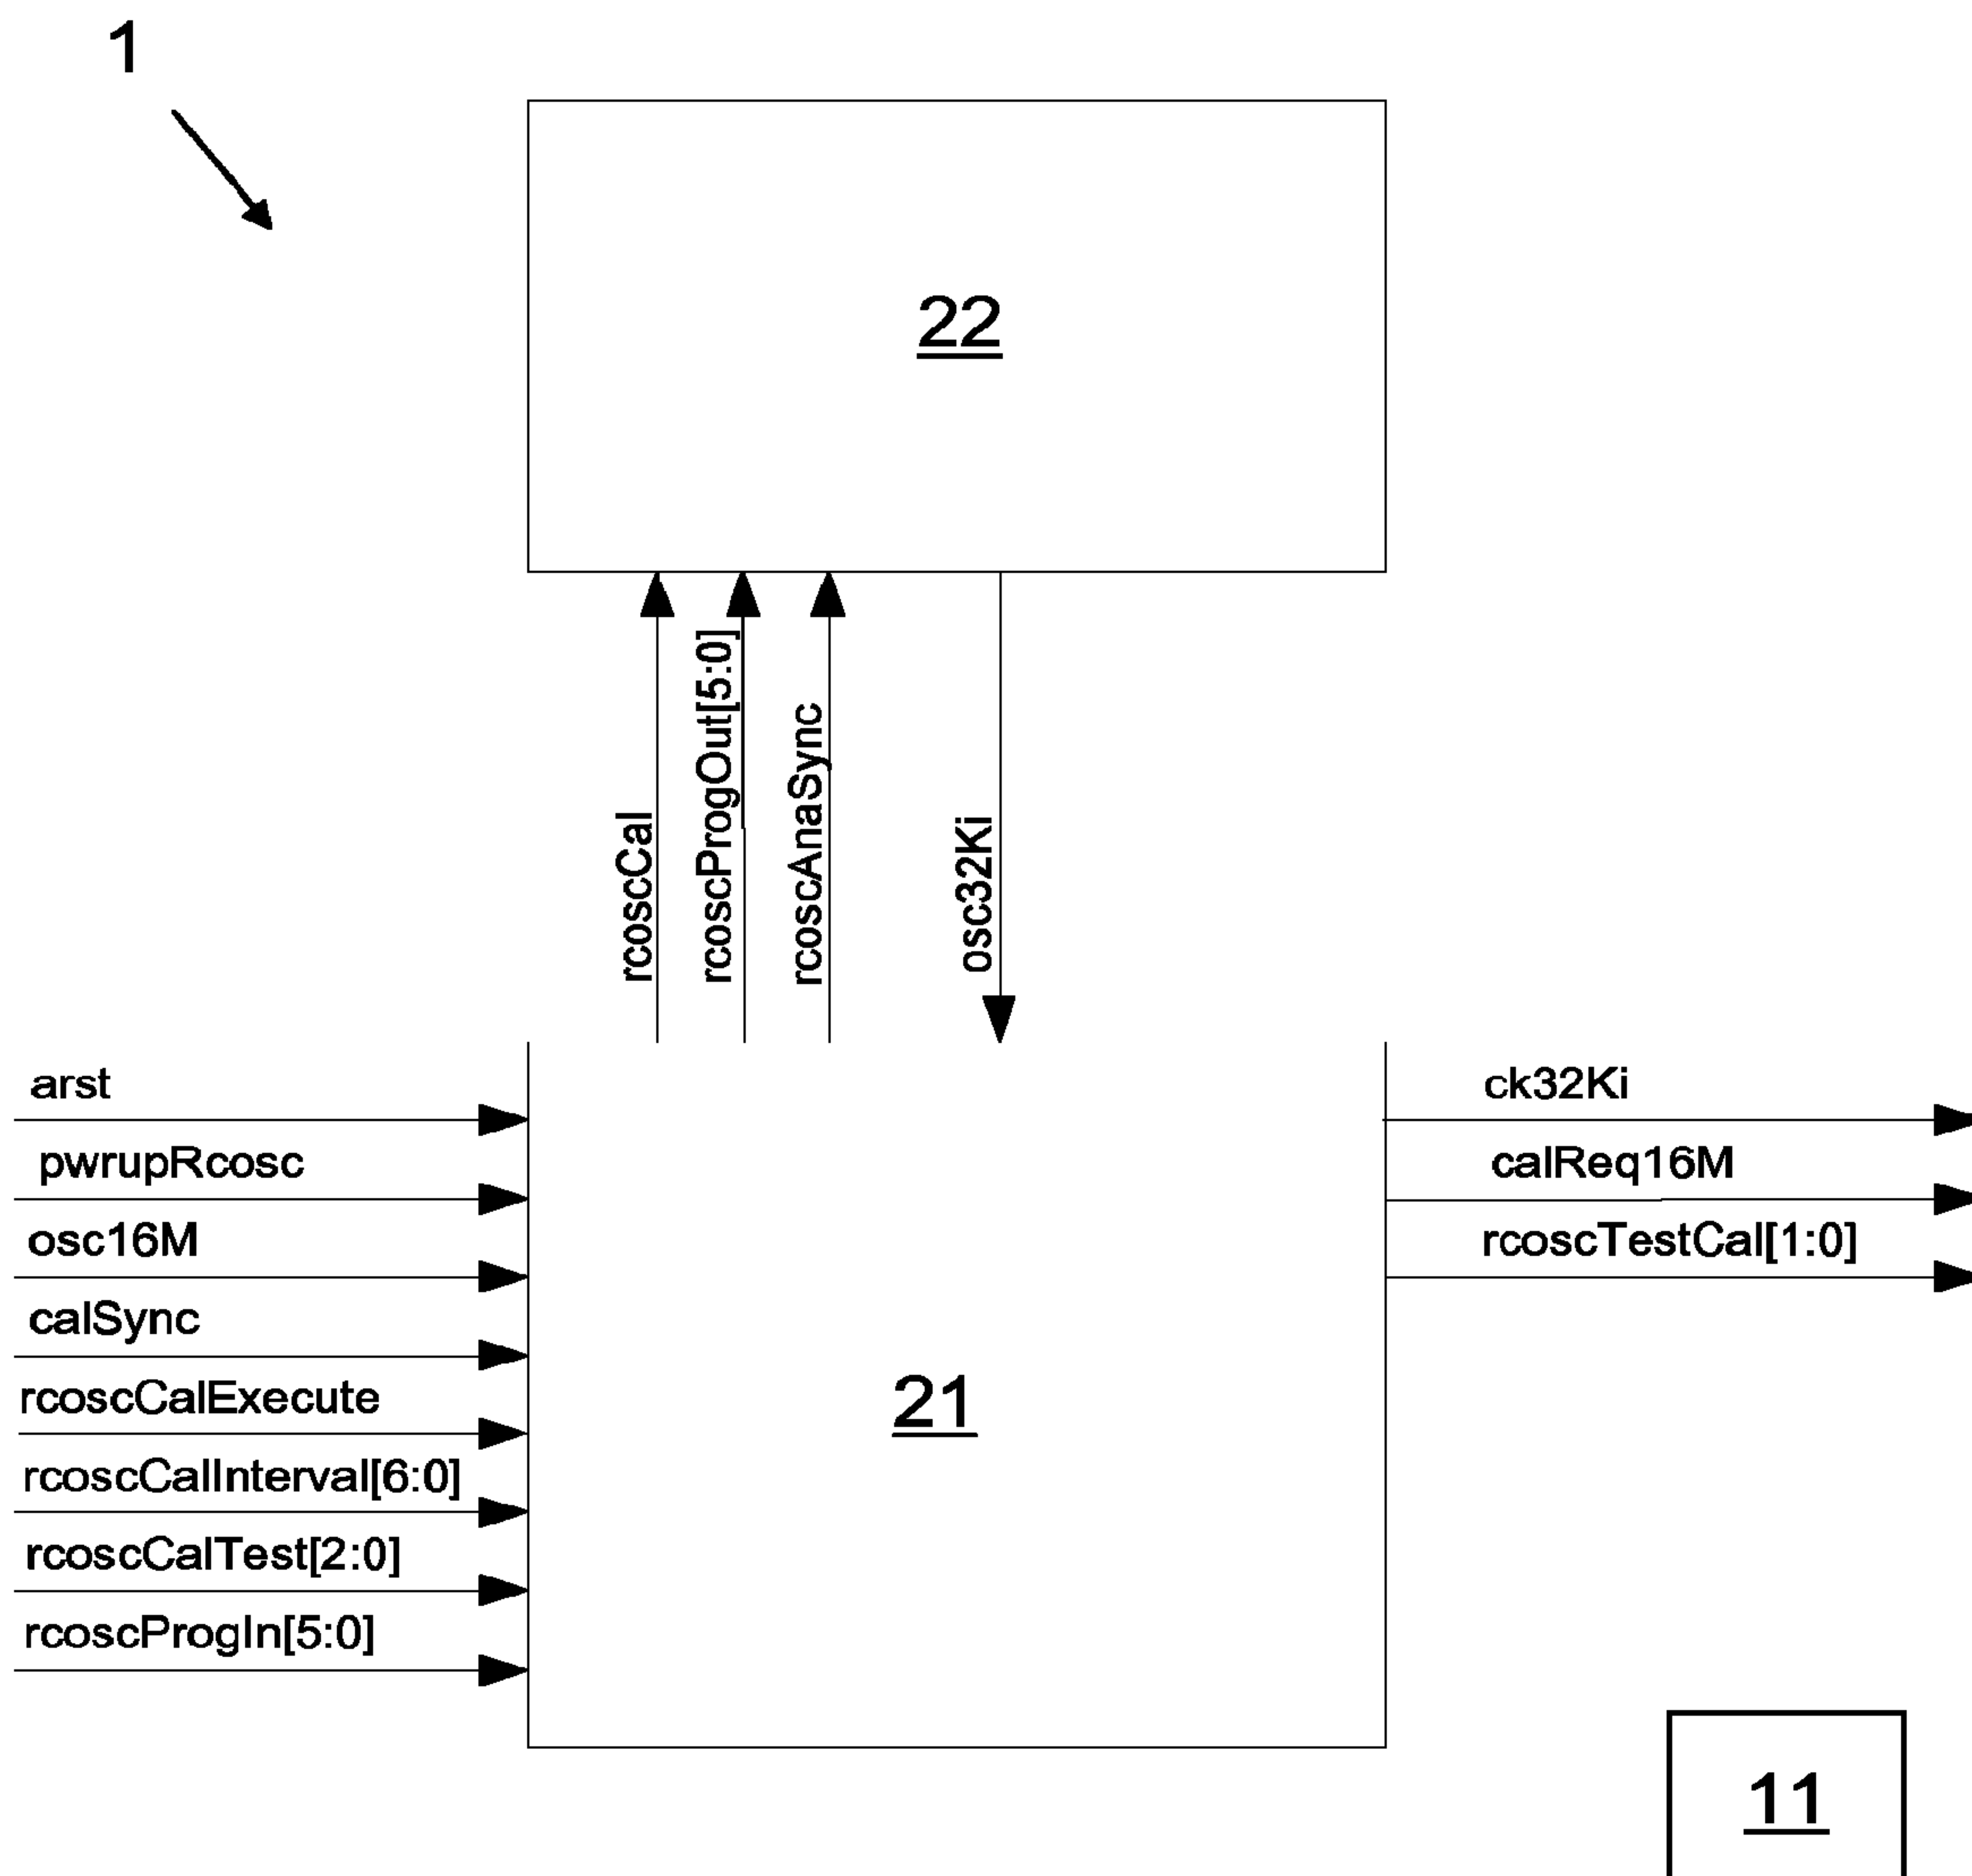 1
22
rcoscCal
rcoscProgOut[5:0]
rcoscAnaSync
osc32Ki
arst
pwrupRcosc
osc16M
calSync
rcoscCalExecute
rcoscCalInterval[6:0]
rcoscCalTest[2:0]
rcoscProgIn[5:0]
21
ck32Ki
calReq16M
rcoscTestCal[1:0]
11